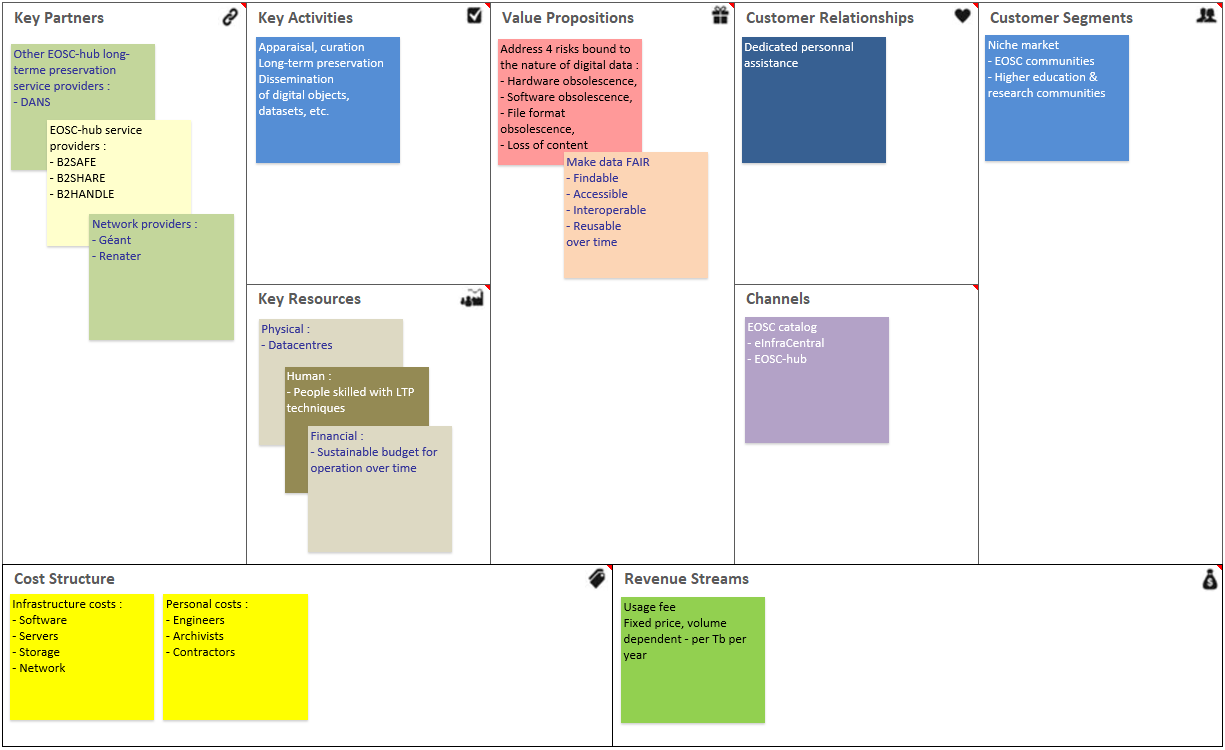 Key Partners
Other EOSC-hub long-
terme preservation
service providers :
- DANS
EOSC-hub service
providers :
- B2SAFE
- B2SHARE
- B2HANDLE
Network providers :
- Géant
- Renater
Key Activities
Apparaisal, curation
Long-term preservation
Dissemination
of digital objects,
datasets, etc.
Key Resources
Physical :
- Datacentres
Human :
- People skilled with LTP
techniques
Financial :
- Sustainable budget for
operation over time
Value Propositions
Address 4 risks bound to
the nature of digital data :
- Hardware obsolescence,
- Software obsolescence,
- File format
obsolescence,
- Loss of content
Make data FAIR
- Findable
- Accessible
- Interoperable
- Reusable
over time
Customer Relationships
Dedicated personnal
assistance
Channels
EOSC catalog
- eInfraCentral
- EOSC-hub
Customer Segments
Niche market
- EOSC communities
- Higher education &
research communities
Cost Structure
Infrastructure costs :
- Software
- Servers
- Storage
- Network
Personal costs :
- Engineers
- Archivists
- Contractors
Revenue Streams
Usage fee
Fixed price, volume
dependent - per Tb per
year